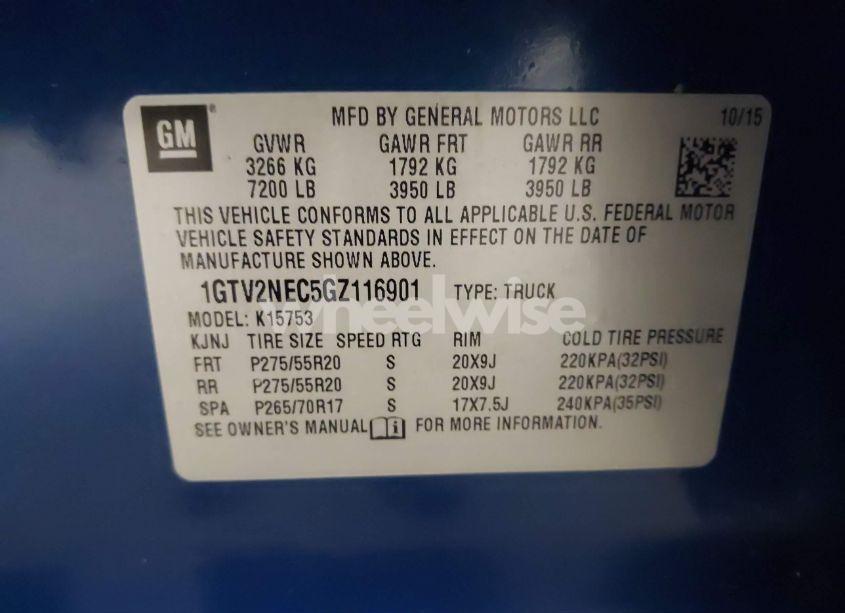 GM ® MFD BY GENERAL MOTORS LLC 10/15
GVWR GAWR FRT GAWR RR
3266 KG 1792 KG 1792 KG
7200 LB 3950 LB 3950 LB
THIS VEHICLE CONFORMS TO ALL APPLICABLE U.S. FEDERAL MOTOR
VEHICLE SAFETY STANDARDS IN EFFECT ON THE DATE OF
MANUFACTURE SHOWN ABOVE.
1GTV2NEC5GZ116901 TYPE: TRUCK
wheelwise
MODEL: K15753
KJNJ TIRE SIZE SPEED RTG RIM COLD TIRE PRESSURE
FRT P275/55R20 S 20X9J 220KPA(32PSI)
RR P275/55R20 S 20X9J 220KPA(32PSI)
SPA P265/70R17 S 17X7.5J 240KPA(35PSI)
SEE OWNER'S MANUAL i FOR MORE INFORMATION.